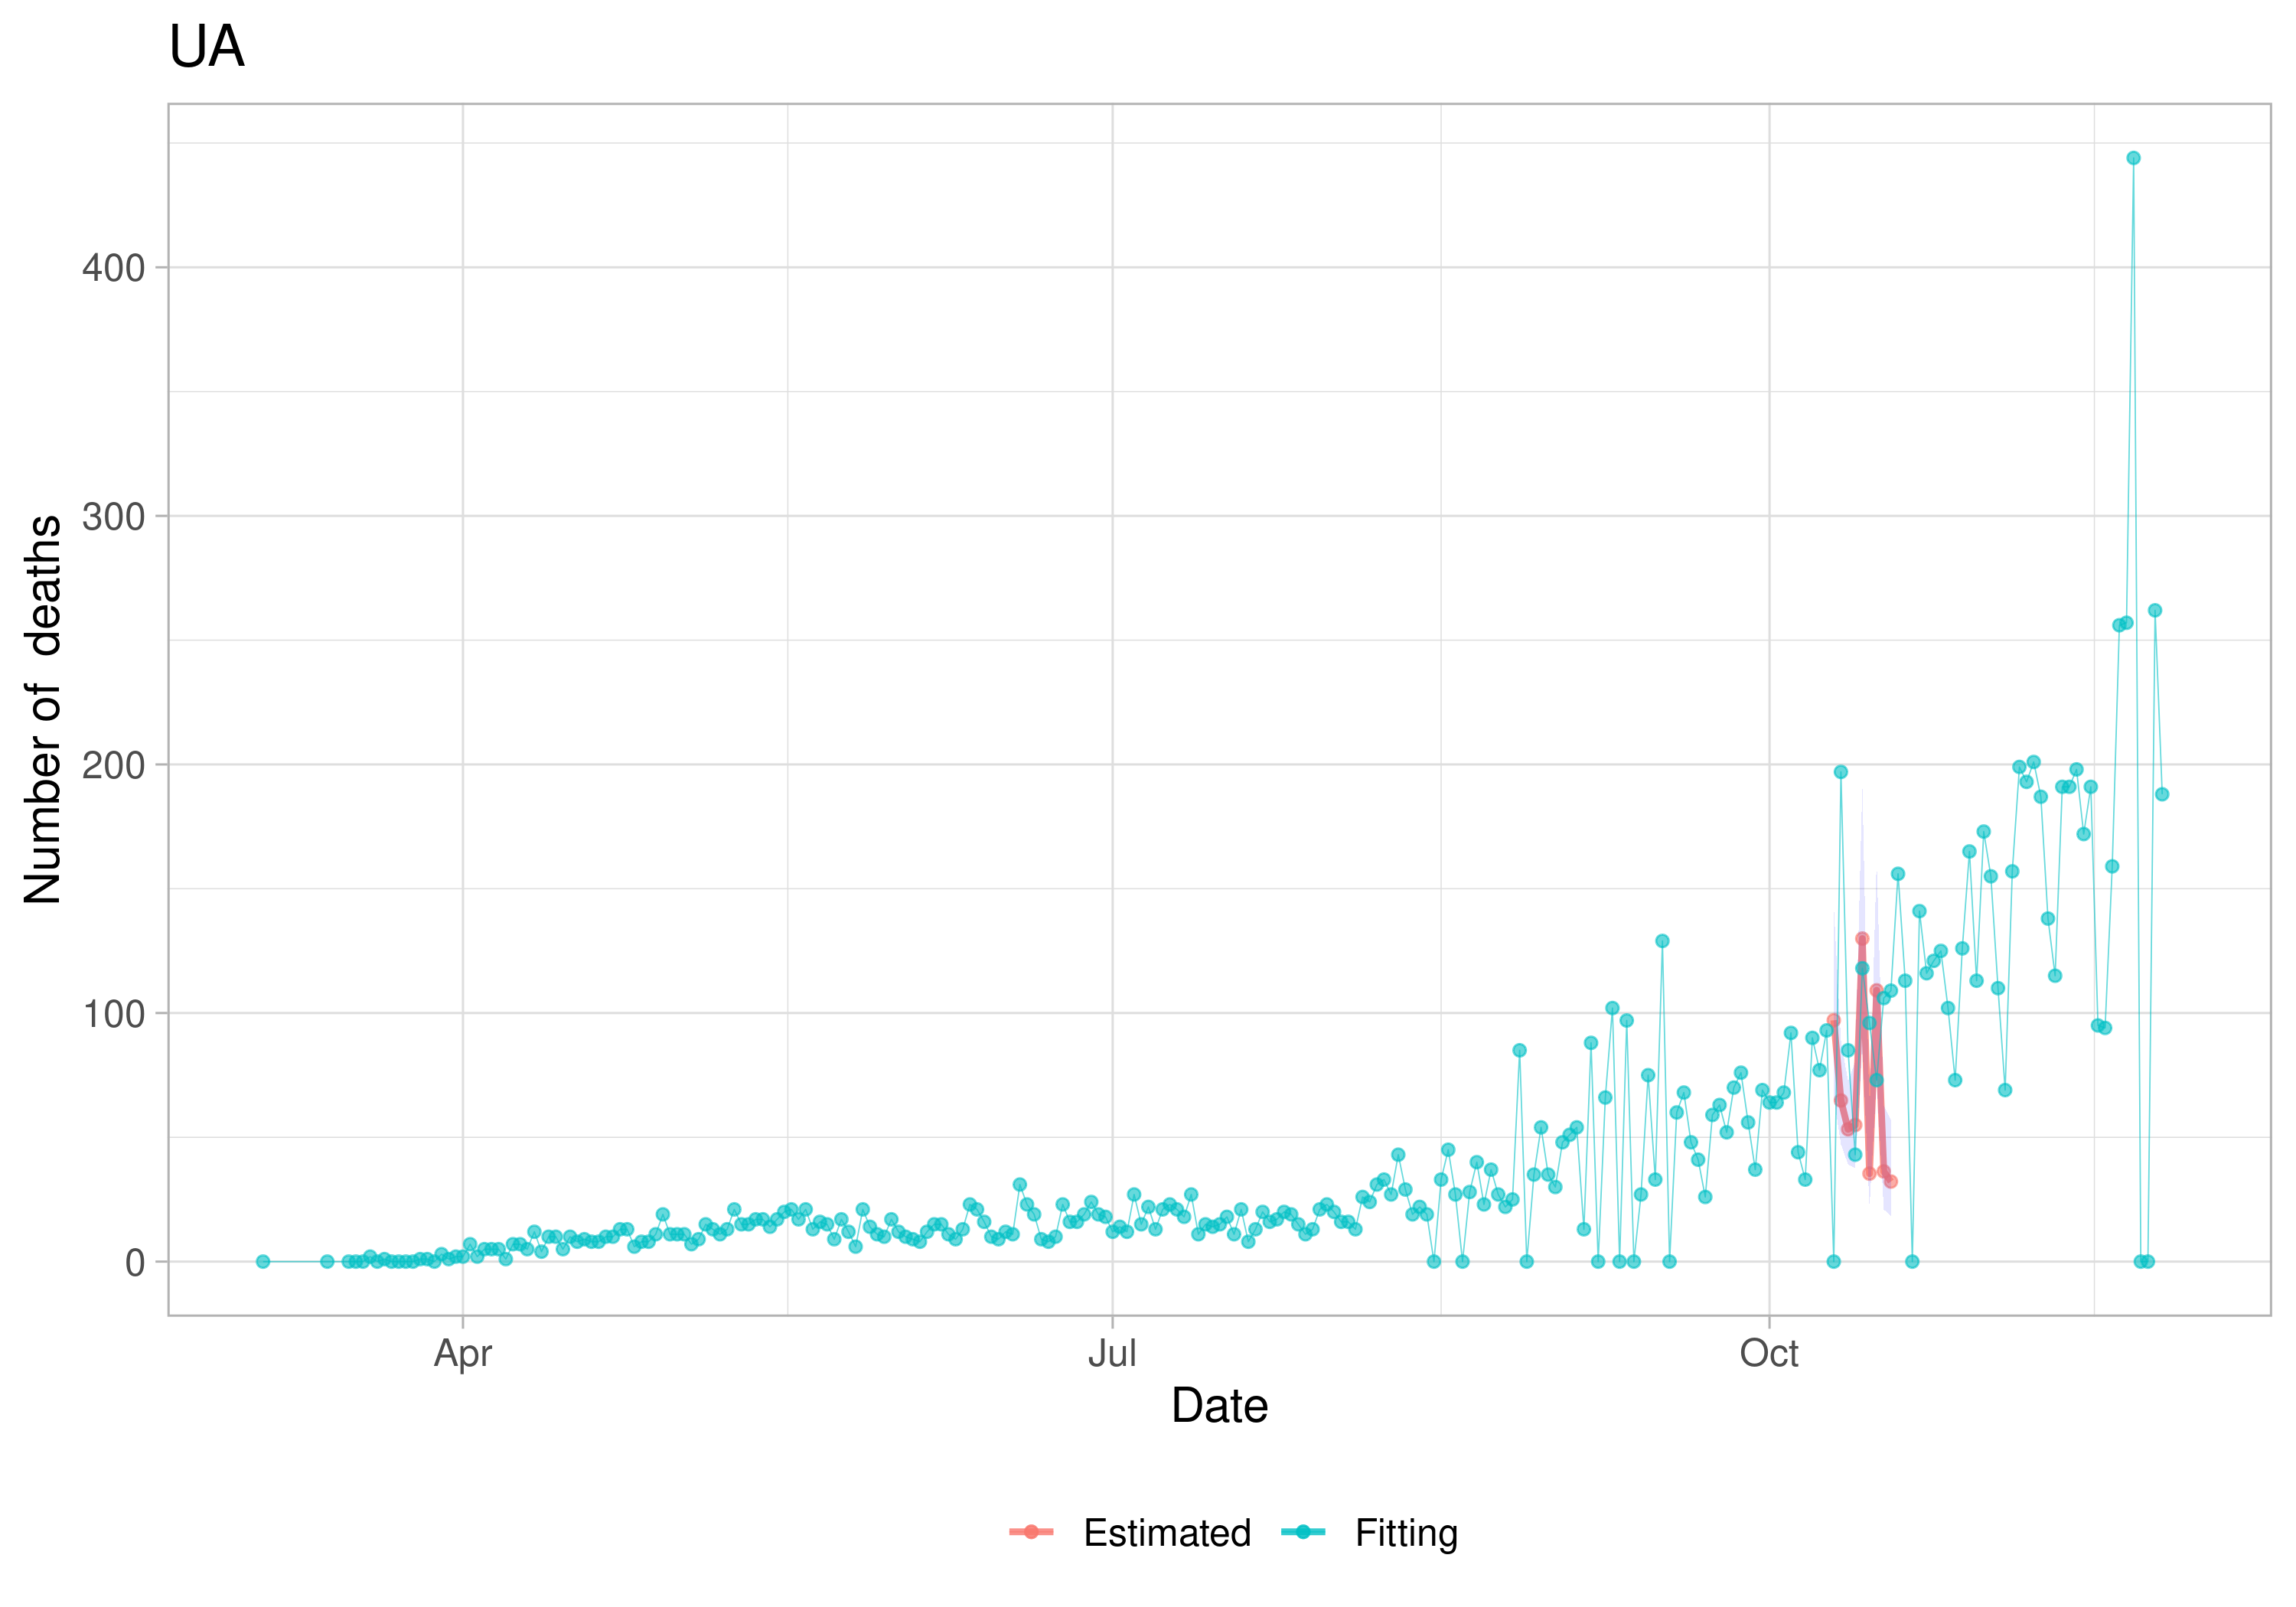 UA
Number of  deaths
400
300
200
100
0
Apr Jul Oct
Date
Estimated Fitting